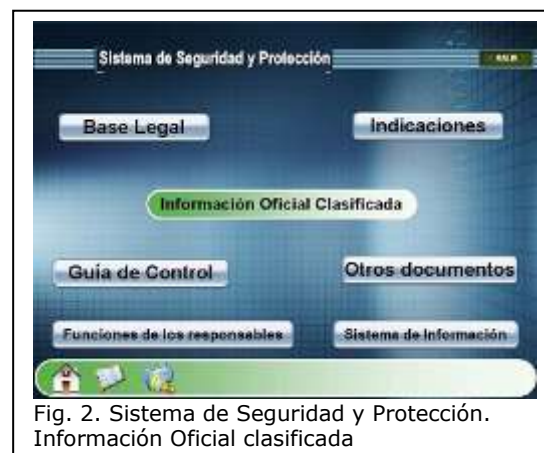 Sistema de Seguridad y Protección
Base Legal
Indicaciones
Información Oficial Clasificada
Guía de Control
Otros documentos
Funciones de los responsables
Sistema de Información
Fig. 2. Sistema de Seguridad y Protección.
Información Oficial clasificada